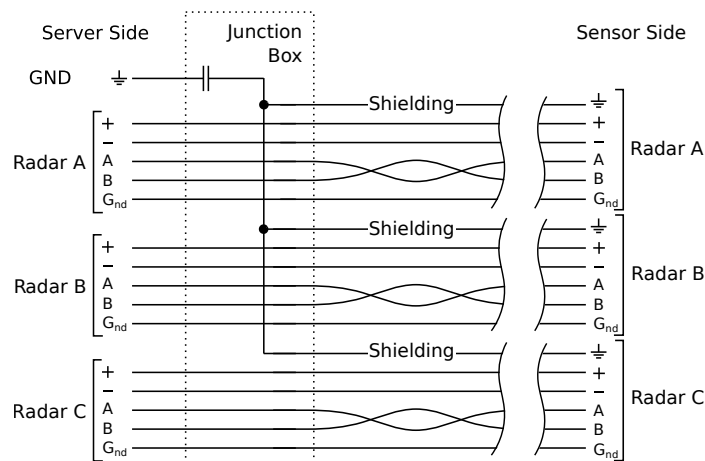 Server Side
Junction
Box
Sensor Side
GND
Shielding
Radar A
+
−
A
B
Gnd
+
−
A
B
Gnd
Radar A
Shielding
Radar B
+
−
A
B
Gnd
+
−
A
B
Gnd
Radar B
Shielding
Radar C
+
−
A
B
Gnd
+
−
A
B
Gnd
Radar C